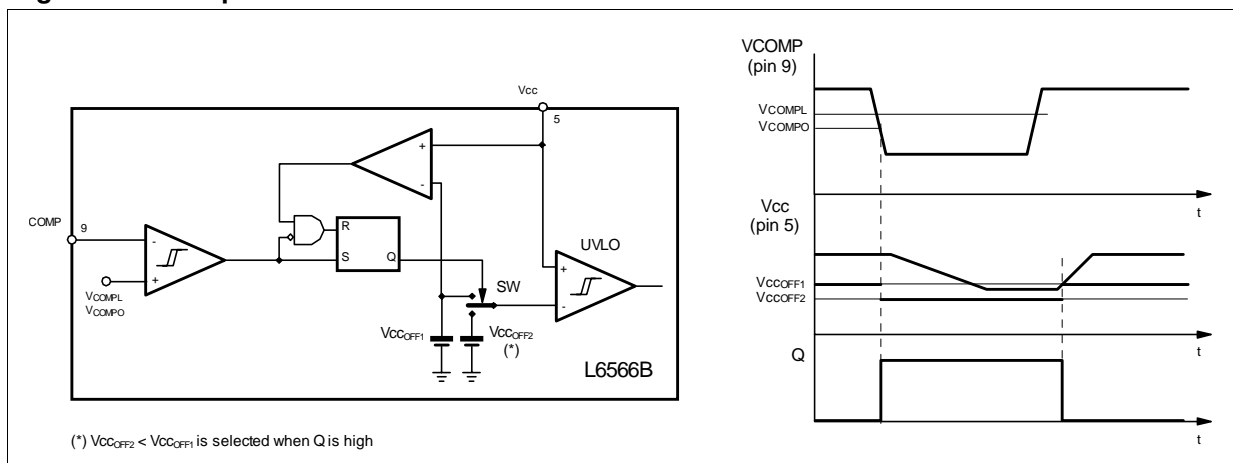 Vcc
5
+
-
COMP
9
R
-
S
Q
UVLO
+
SW
+
-
VCOMPL
VCOMPO
VccOFF1
VccOFF2
(*)
L6566B
(*) VccOFF2 < VccOFF1 is selected when Q is high
VCOMP
(pin 9)
VCOMPL
VCOMPO
t
Vcc
(pin 5)
VccOFF1
VccOFF2
t
Q
t